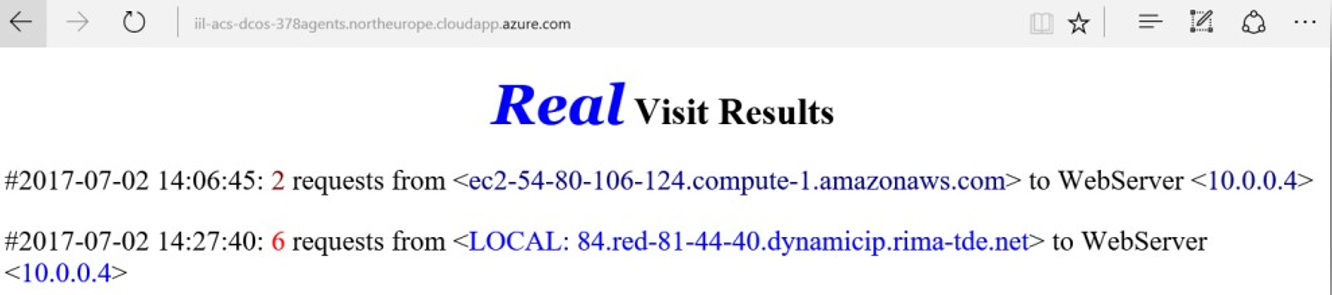 iil-acs-dcos-378agents.northeurope.cloudapp.azure.com
Real Visit Results
#2017-07-02 14:06:45: 2 requests from <ec2-54-80-106-124.compute-1.amazonaws.com> to WebServer <10.0.0.4>
#2017-07-02 14:27:40: 6 requests from <LOCAL: 84.red-81-44-40.dynamicip.rima-tde.net> to WebServer
<10.0.0.4>